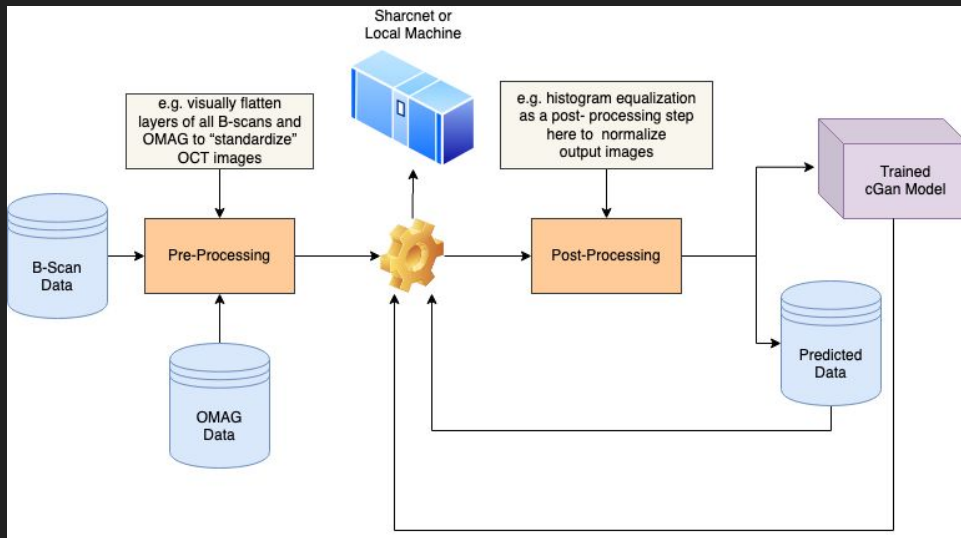 Sharcnet or
Local Machine
e.g. visually flatten
layers of all B-scans and
OMAG to “standardize”
OCT images
e.g. histogram equalization
as a post- processing step
here to normalize
output images
Trained
cGan Model
B-Scan
Data
Pre-Processing
Post-Processing
Predicted
Data
OMAG
Data